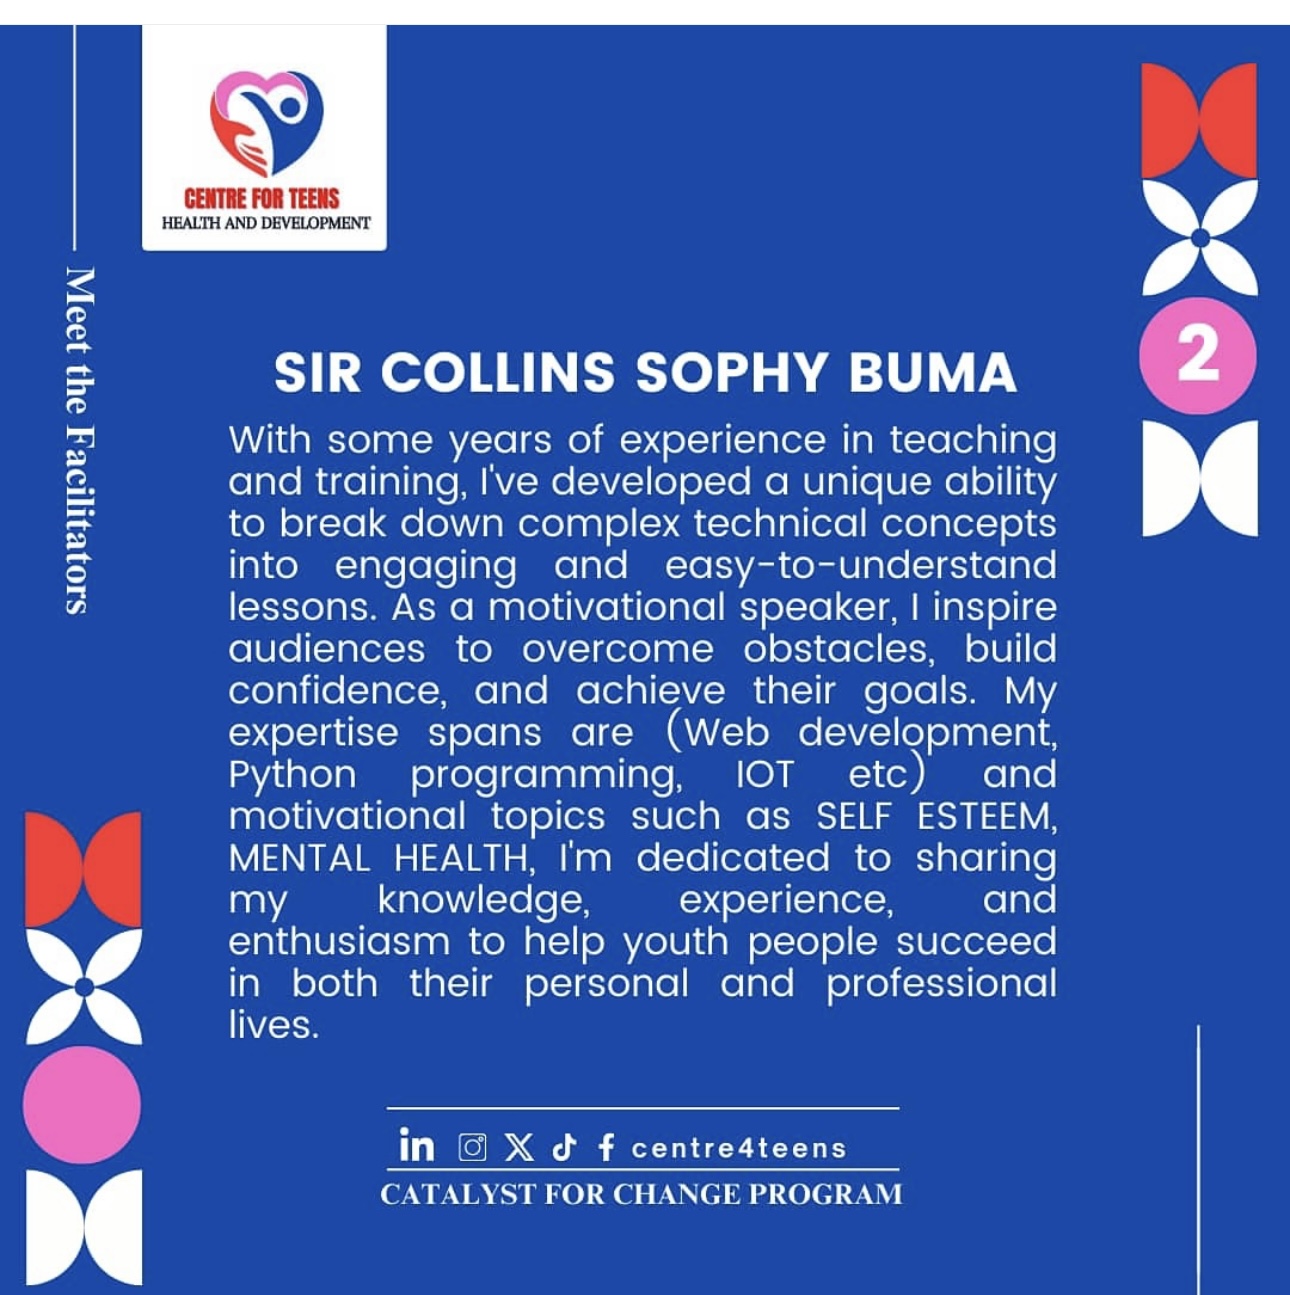 CENTRE FOR TEENS
HEALTH AND DEVELOPMENT
Meet the Facilitators
2
SIR COLLINS SOPHY BUMA
With some years of experience in teaching
and training, I've developed a unique ability
to break down complex technical concepts
into engaging and easy-to-understand
lessons. As a motivational speaker, I inspire
audiences to overcome obstacles, build
confidence, and achieve their goals. My
expertise spans are (Web development,
Python programming, IOT etc) and
motivational topics such as SELF ESTEEM,
MENTAL HEALTH, I'm dedicated to sharing
my knowledge, experience, and
enthusiasm to help youth people succeed
in both their personal and professional
lives.
centre4teens
CATALYST FOR CHANGE PROGRAM